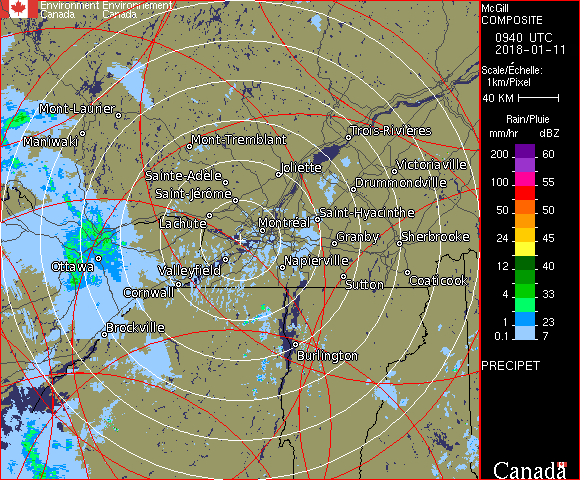 Environment Environnement
Canada Canada
McGill
COMPOSITE
0940 UTC
2018-01-11
Scale/Échelle:
1km/Pixel
40 KM
Rain/Pluie
mm/hr dBZ
200 60
150 55
100 55
50 50
24 45
12 40
4 33
1 23
0.1 7
PRECIPET
Canada
Mont-Laurier
Maniwaki
Mont-Tremblant
Trois-Rivières
Sainte-Adèle
Joliette
Victoriaville
Saint-Jérôme
Drummondville
Lachute
Montréal
Saint-Hyacinthe
Granby
Sherbrooke
Ottawa
Valleyfield
Napierville
Cornwall
Sutton
Coaticook
Brockville
Burlington